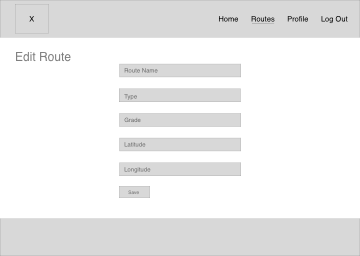 X
Home Routes Profile Log Out
Edit Route
Route Name
Type
Grade
Latitude
Longitude
Save